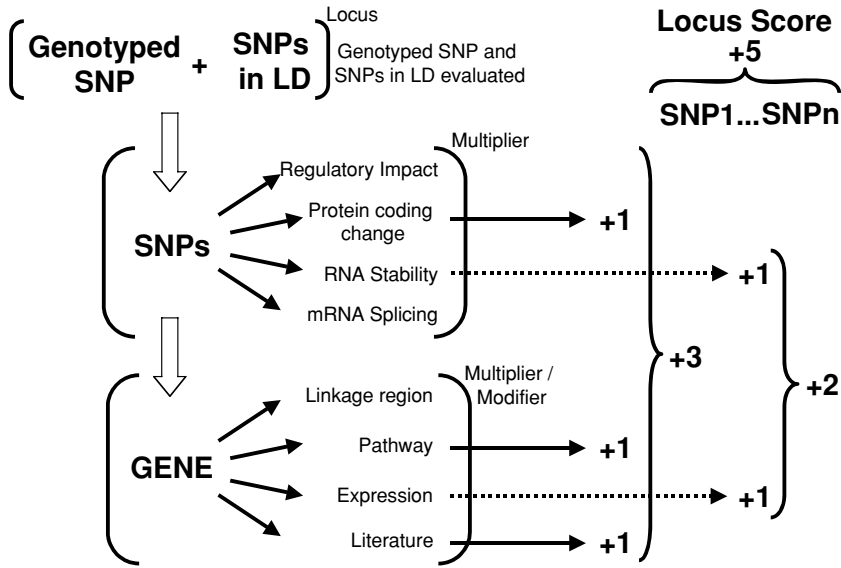 Locus
Genotyped
SNP
+
SNPs
in LD
Genotyped SNP and
SNPs in LD evaluated
Locus Score
+5
SNP1...SNPn
Multiplier
SNPs
Regulatory Impact
Protein coding
change
+1
RNA Stability
+1
mRNA Splicing
+3
+2
Multiplier /
Modifier
GENE
Linkage region
Pathway
+1
Expression
+1
Literature
+1